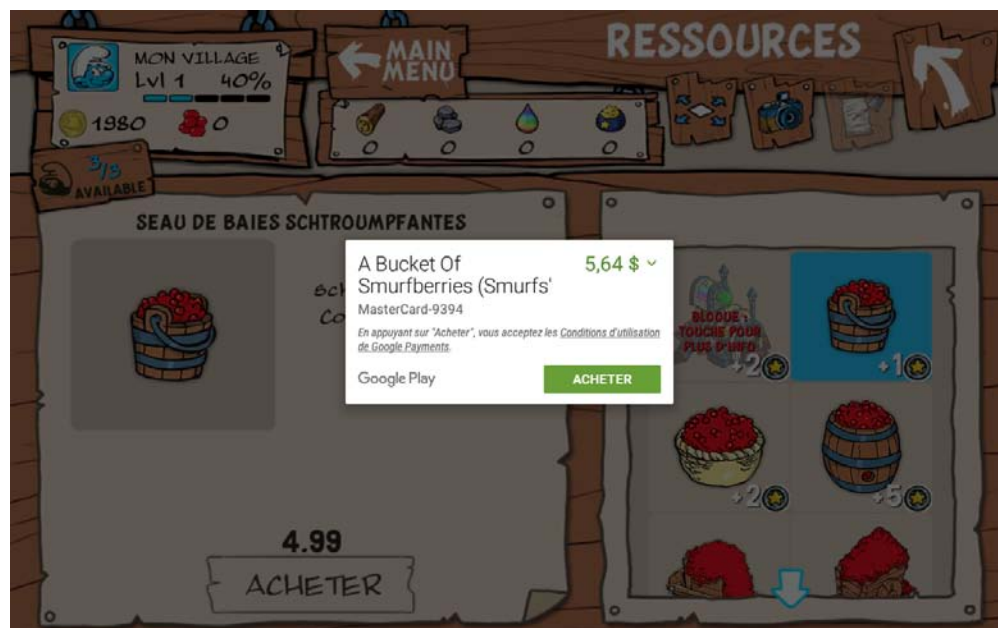 MON VILLAGE
Lvl 1 40%
1980 0
3/3
AVAILABLE
MAIN
MENU
0 0 0 0
RESSOURCES
SEAU DE BAIES SCHTROUMPFANTES
A Bucket Of
Smurfberries (Smurfs'
5,64 $
MasterCard-9394
En appuyant sur "Acheter", vous acceptez les Conditions d'utilisation
de Google Payments.
Google Play
ACHETER
4.99
ACHETER
BLOQUÉ :
TOUCHE POUR
PLUS D'INFO
+2
+1
+2
+5